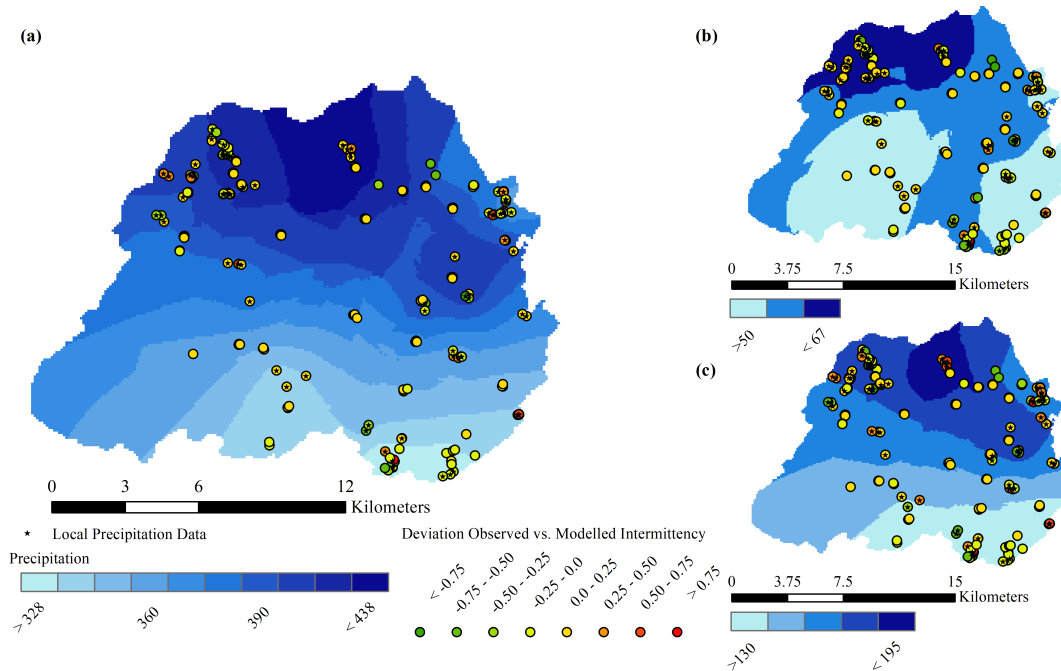 (a)
0 3 6 12
Kilometers
Local Precipitation Data
Precipitation
> 328 360 390 < 438
Deviation Observed vs. Modelled Intermittency
< -0.75 -0.75 - -0.50 -0.50 - -0.25 -0.25 - 0.0 0.0 - 0.25 0.25 - 0.50 0.50 - 0.75 > 0.75
(b)
0 3.75 7.5 15
Kilometers
>50 < 67
(c)
0 3.75 7.5 15
Kilometers
>130 < 195